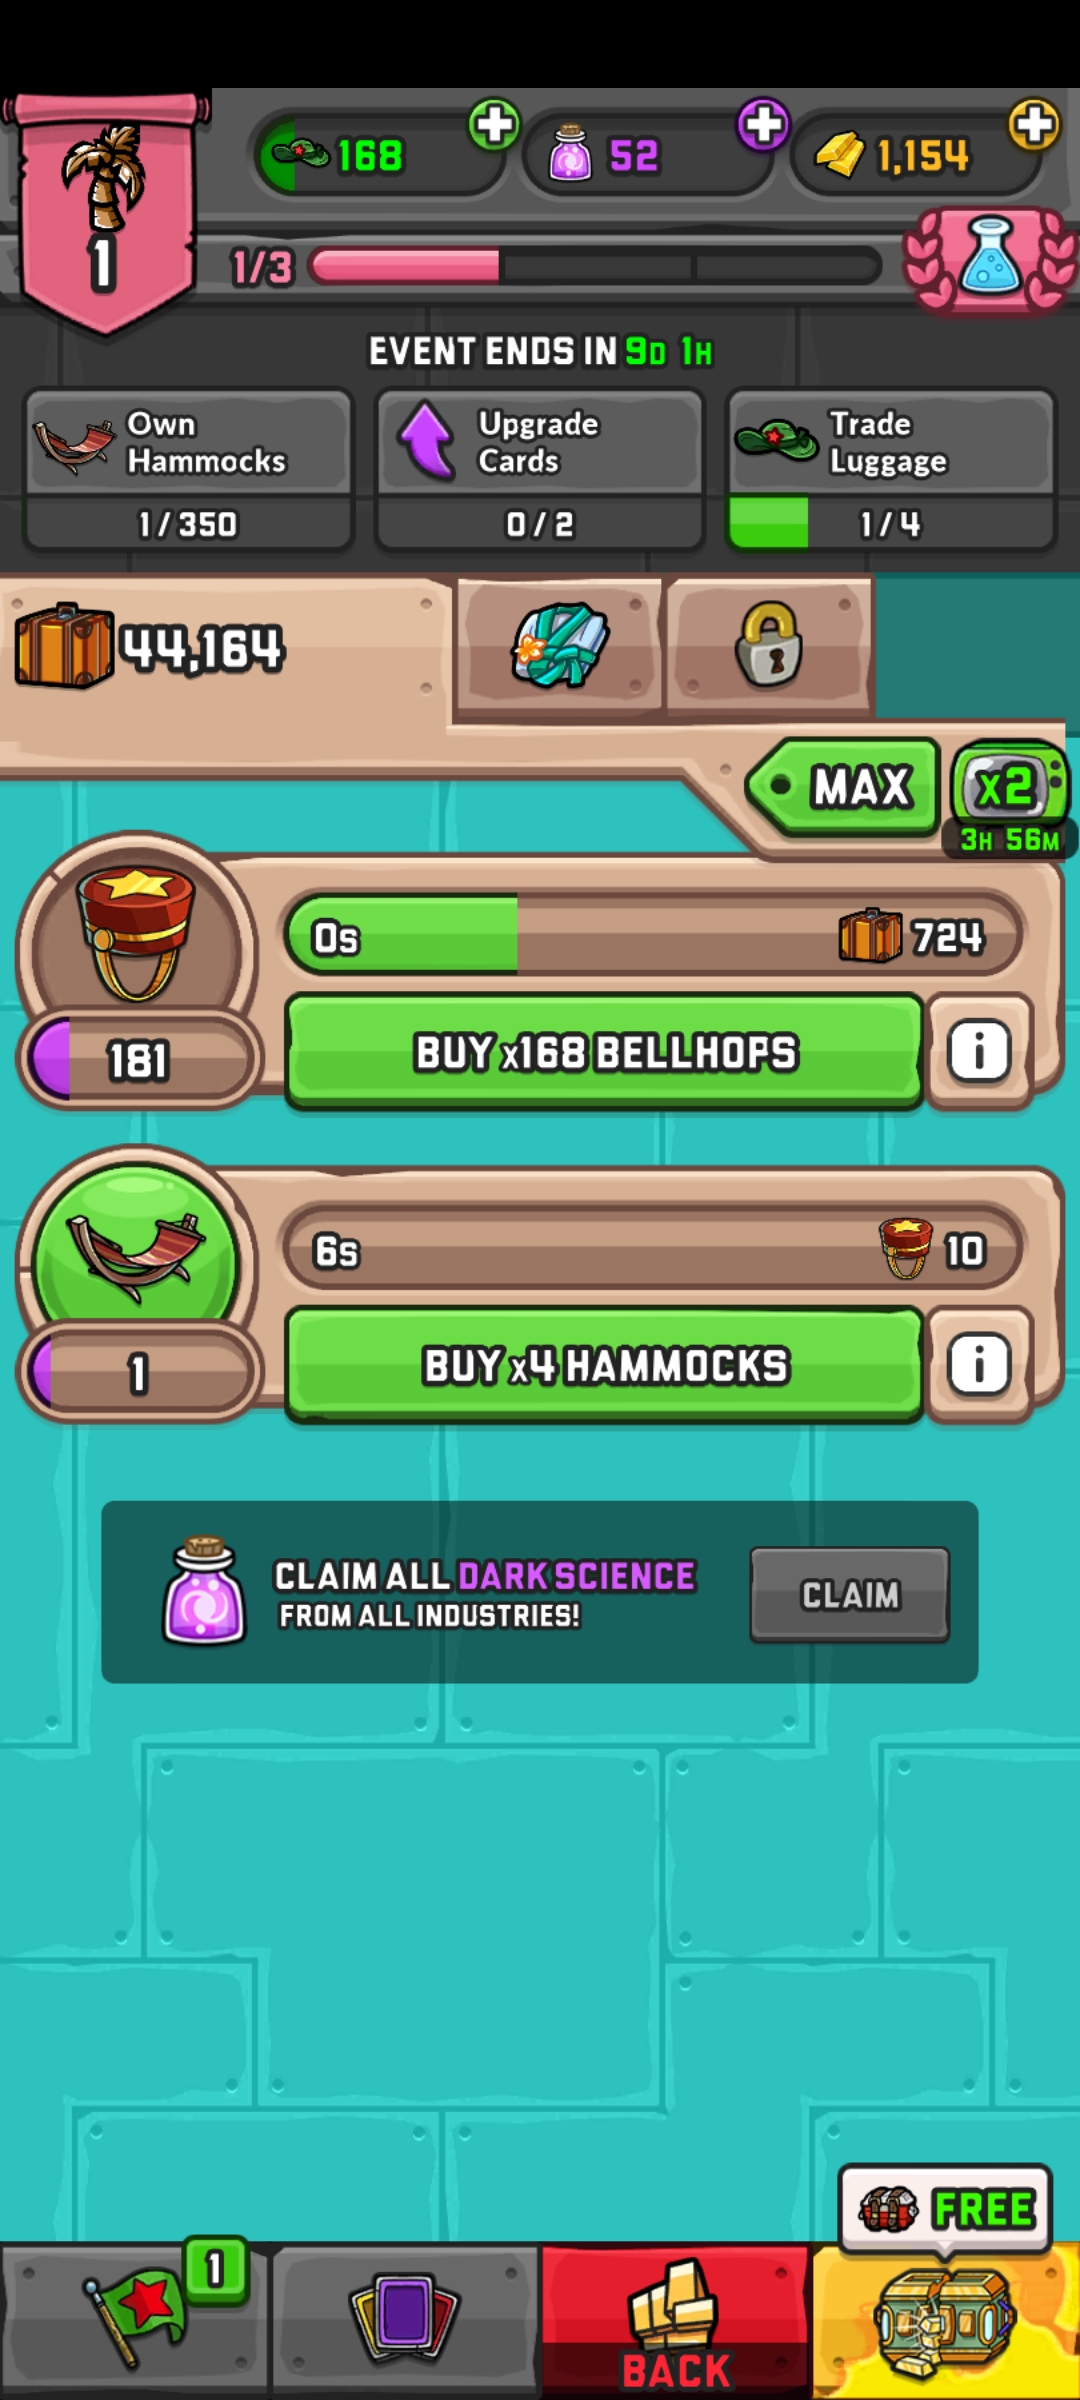 168
52
1,154
1
1/3
EVENT ENDS IN 9D 1H
Own
Hammocks
1/350
Upgrade
Cards
0/2
Trade
Luggage
1/4
44,164
MAX
x2
3H 56M
0s
724
181
BUY x168 BELLHOPS
i
6s
10
1
BUY x4 HAMMOCKS
i
CLAIM ALL DARK SCIENCE
FROM ALL INDUSTRIES!
CLAIM
FREE
1
BACK